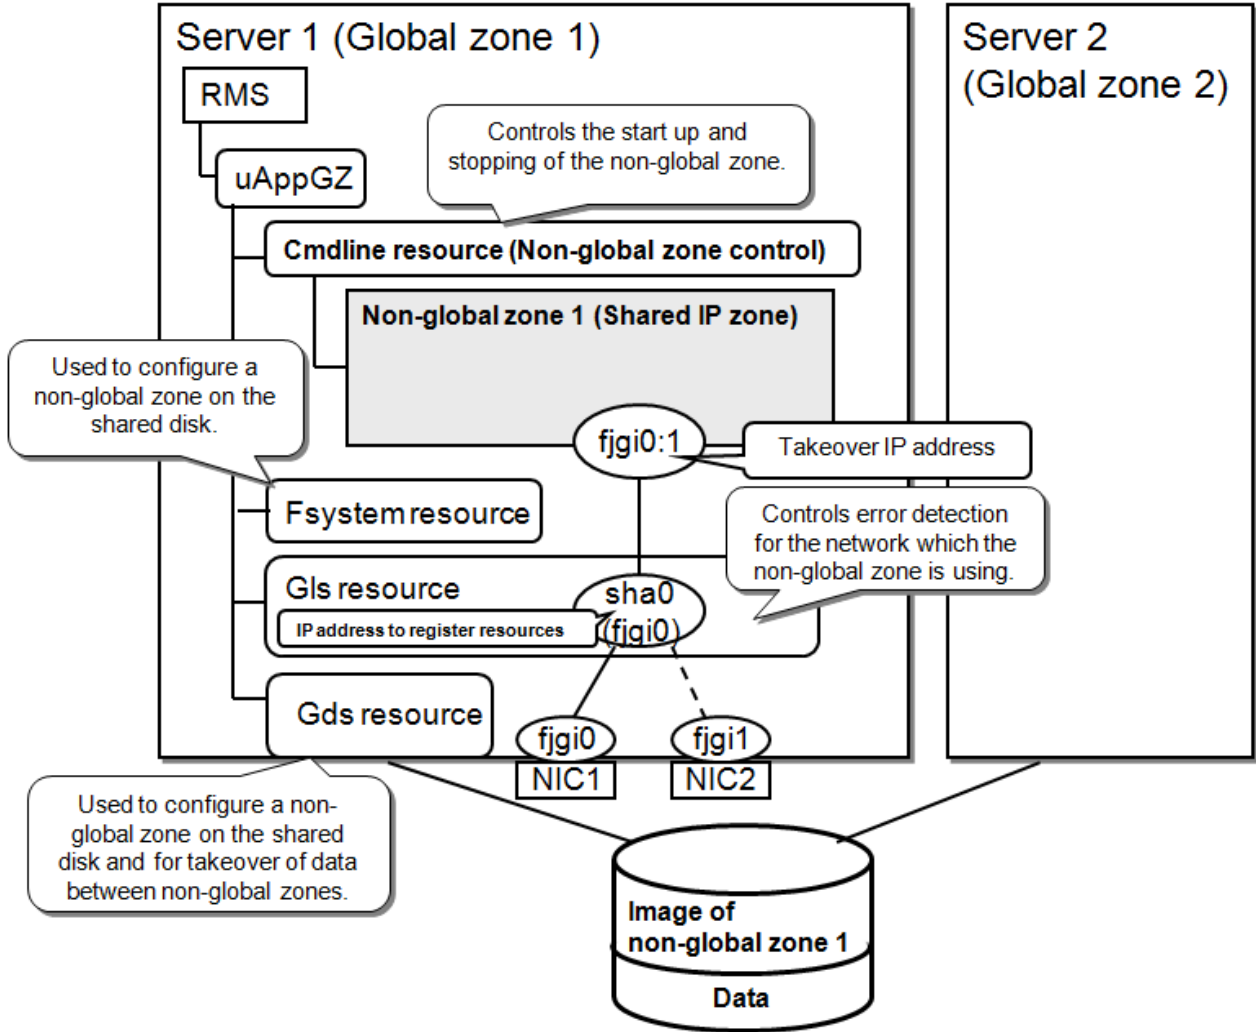 Server 1 (Global zone 1)
Server 2
(Global zone 2)
RMS
Controls the start up and
stopping of the non-global zone.
uAppGZ
Cmdline resource (Non-global zone control)
Non-global zone 1 (Shared IP zone)
Used to configure a
non-global zone on the
shared disk.
fjgi0:1
Takeover IP address
Fsystem resource
Controls error detection
for the network which the
non-global zone is using.
Gls resource
sha0
(fjgi0)
IP address to register resources
Gds resource
fjgi0
fjgi1
NIC1
NIC2
Used to configure a non-
global zone on the shared
disk and for takeover of data
between non-global zones.
Image of
non-global zone 1
Data